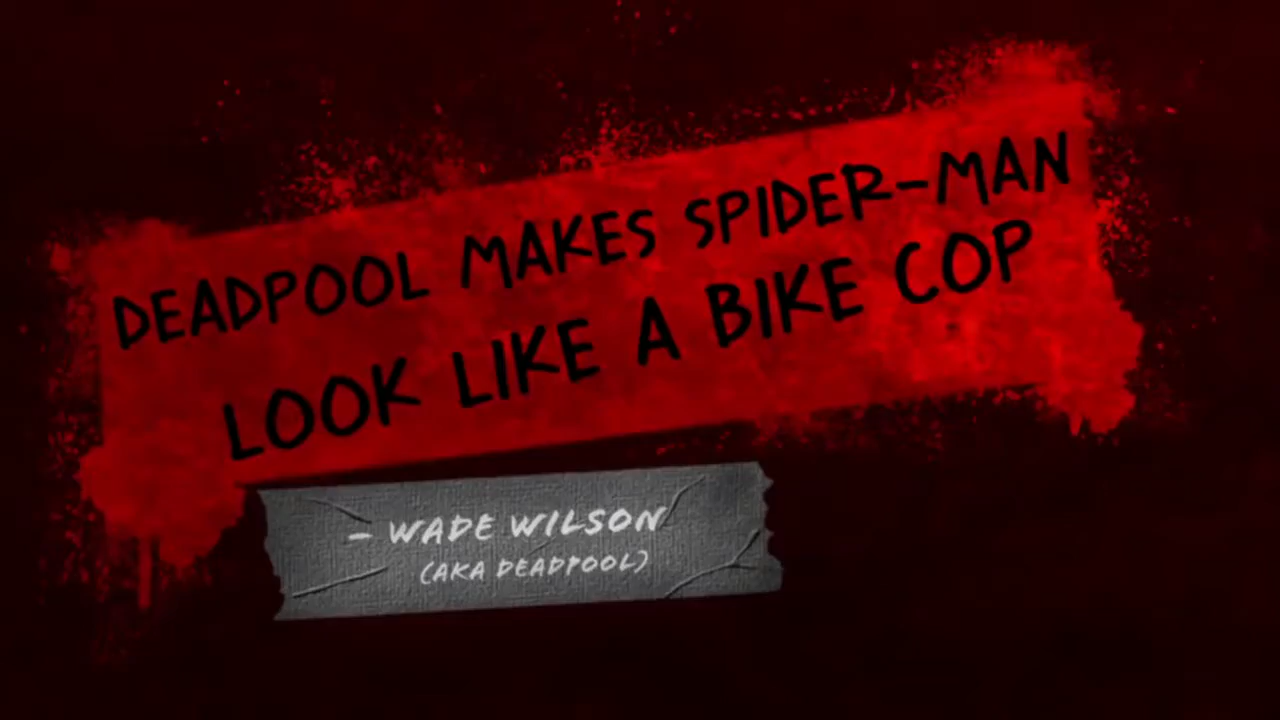 DEADPOOL MAKES SPIDER-MAN
LOOK LIKE A BIKE COP
– WADE WILSON
(AKA DEADPOOL)